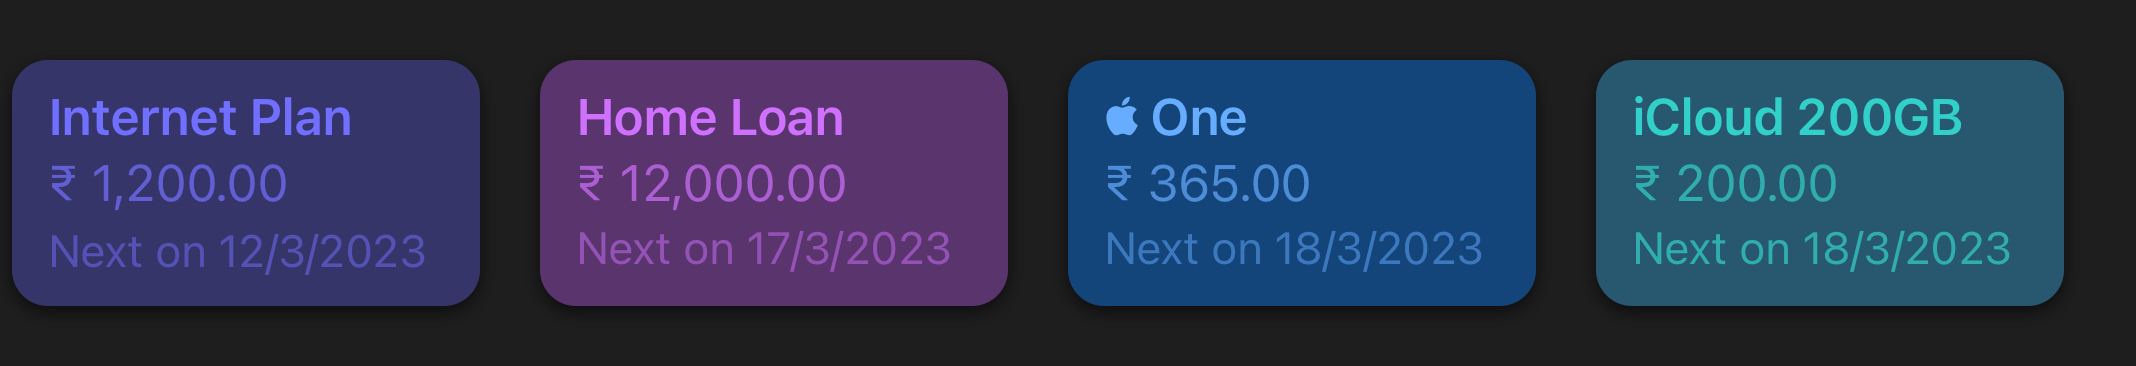 Internet Plan
₹ 1,200.00
Next on 12/3/2023
Home Loan
₹ 12,000.00
Next on 17/3/2023
One
₹ 365.00
Next on 18/3/2023
iCloud 200GB
₹ 200.00
Next on 18/3/2023